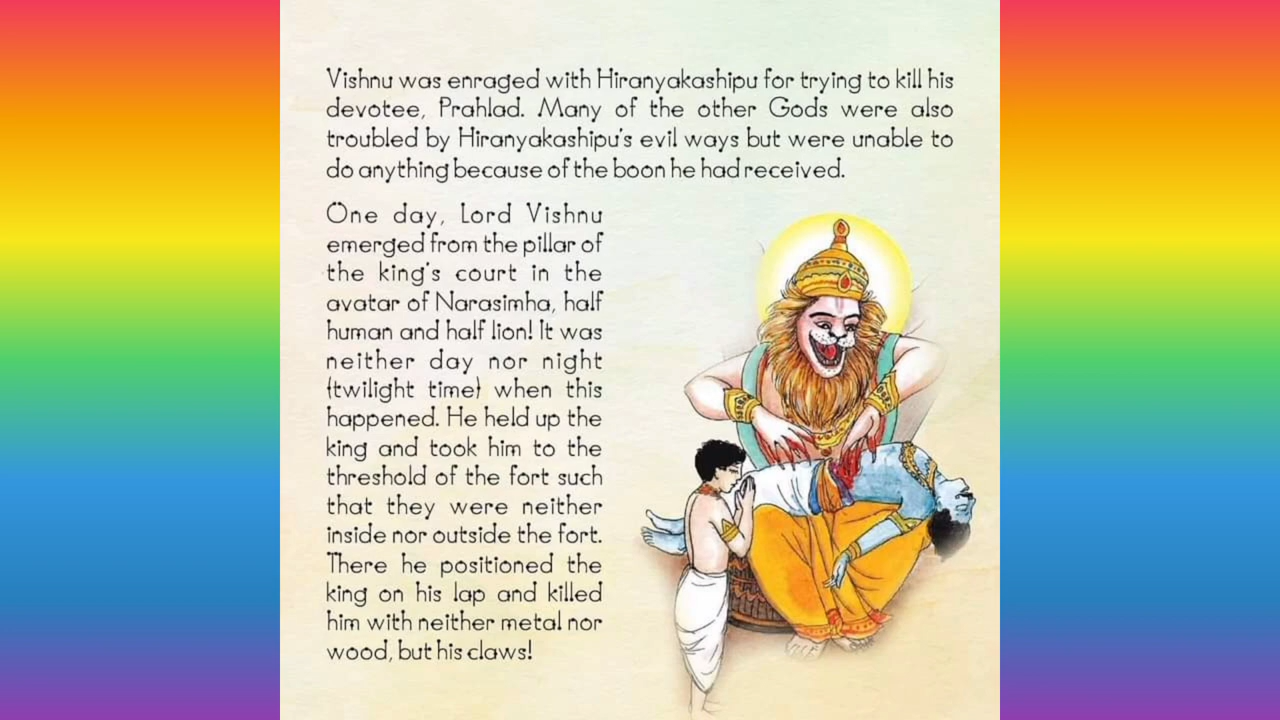 Vishnu was enraged with Hiranyakashipu for trying to kill his
devotee, Prahlad. Many of the other Gods were also
troubled by Hiranyakashipu's evil ways but were unable to
do anything because of the boon he had received.
One day, Lord Vishnu
emerged from the pillar of
the king's court in the
avatar of Narasimha, half
human and half lion! It was
neither day nor night
(twilight time) when this
happened. He held up the
king and took him to the
threshold of the fort such
that they were neither
inside nor outside the fort.
There he positioned the
king on his lap and killed
him with neither metal nor
wood, but his claws!